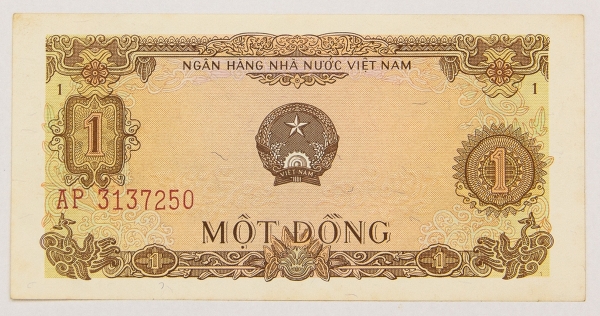 NGÂN HÀNG NHÀ NƯỚC VIỆT NAM
1 1
1 1
VIỆT NAM
AP 3137250
MỘT ĐỒNG
1 1